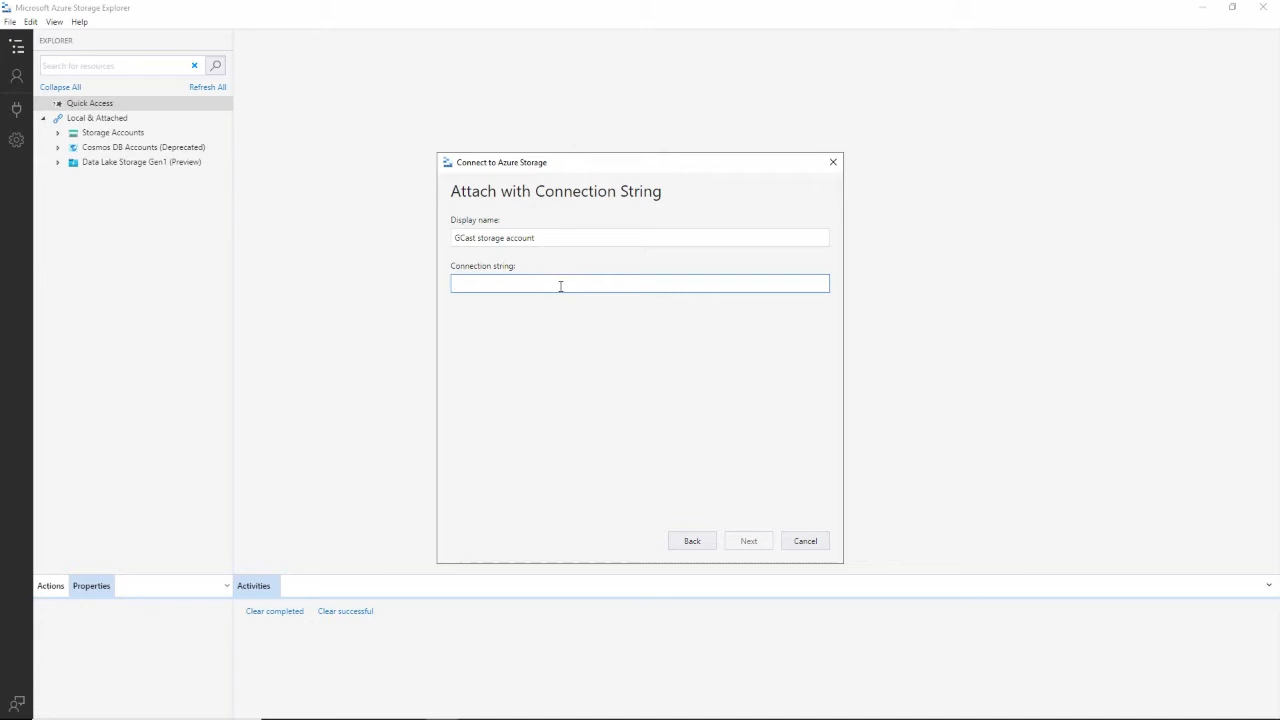 Microsoft Azure Storage Explorer
File Edit View Help
EXPLORER
Search for resources
Collapse All Refresh All
Quick Access
Local & Attached
Storage Accounts
Cosmos DB Accounts (Deprecated)
Data Lake Storage Gen1 (Preview)
Connect to Azure Storage
Attach with Connection String
Display name:
GCast storage account
Connection string:
Back Next Cancel
Actions Properties Activities
Clear completed Clear successful